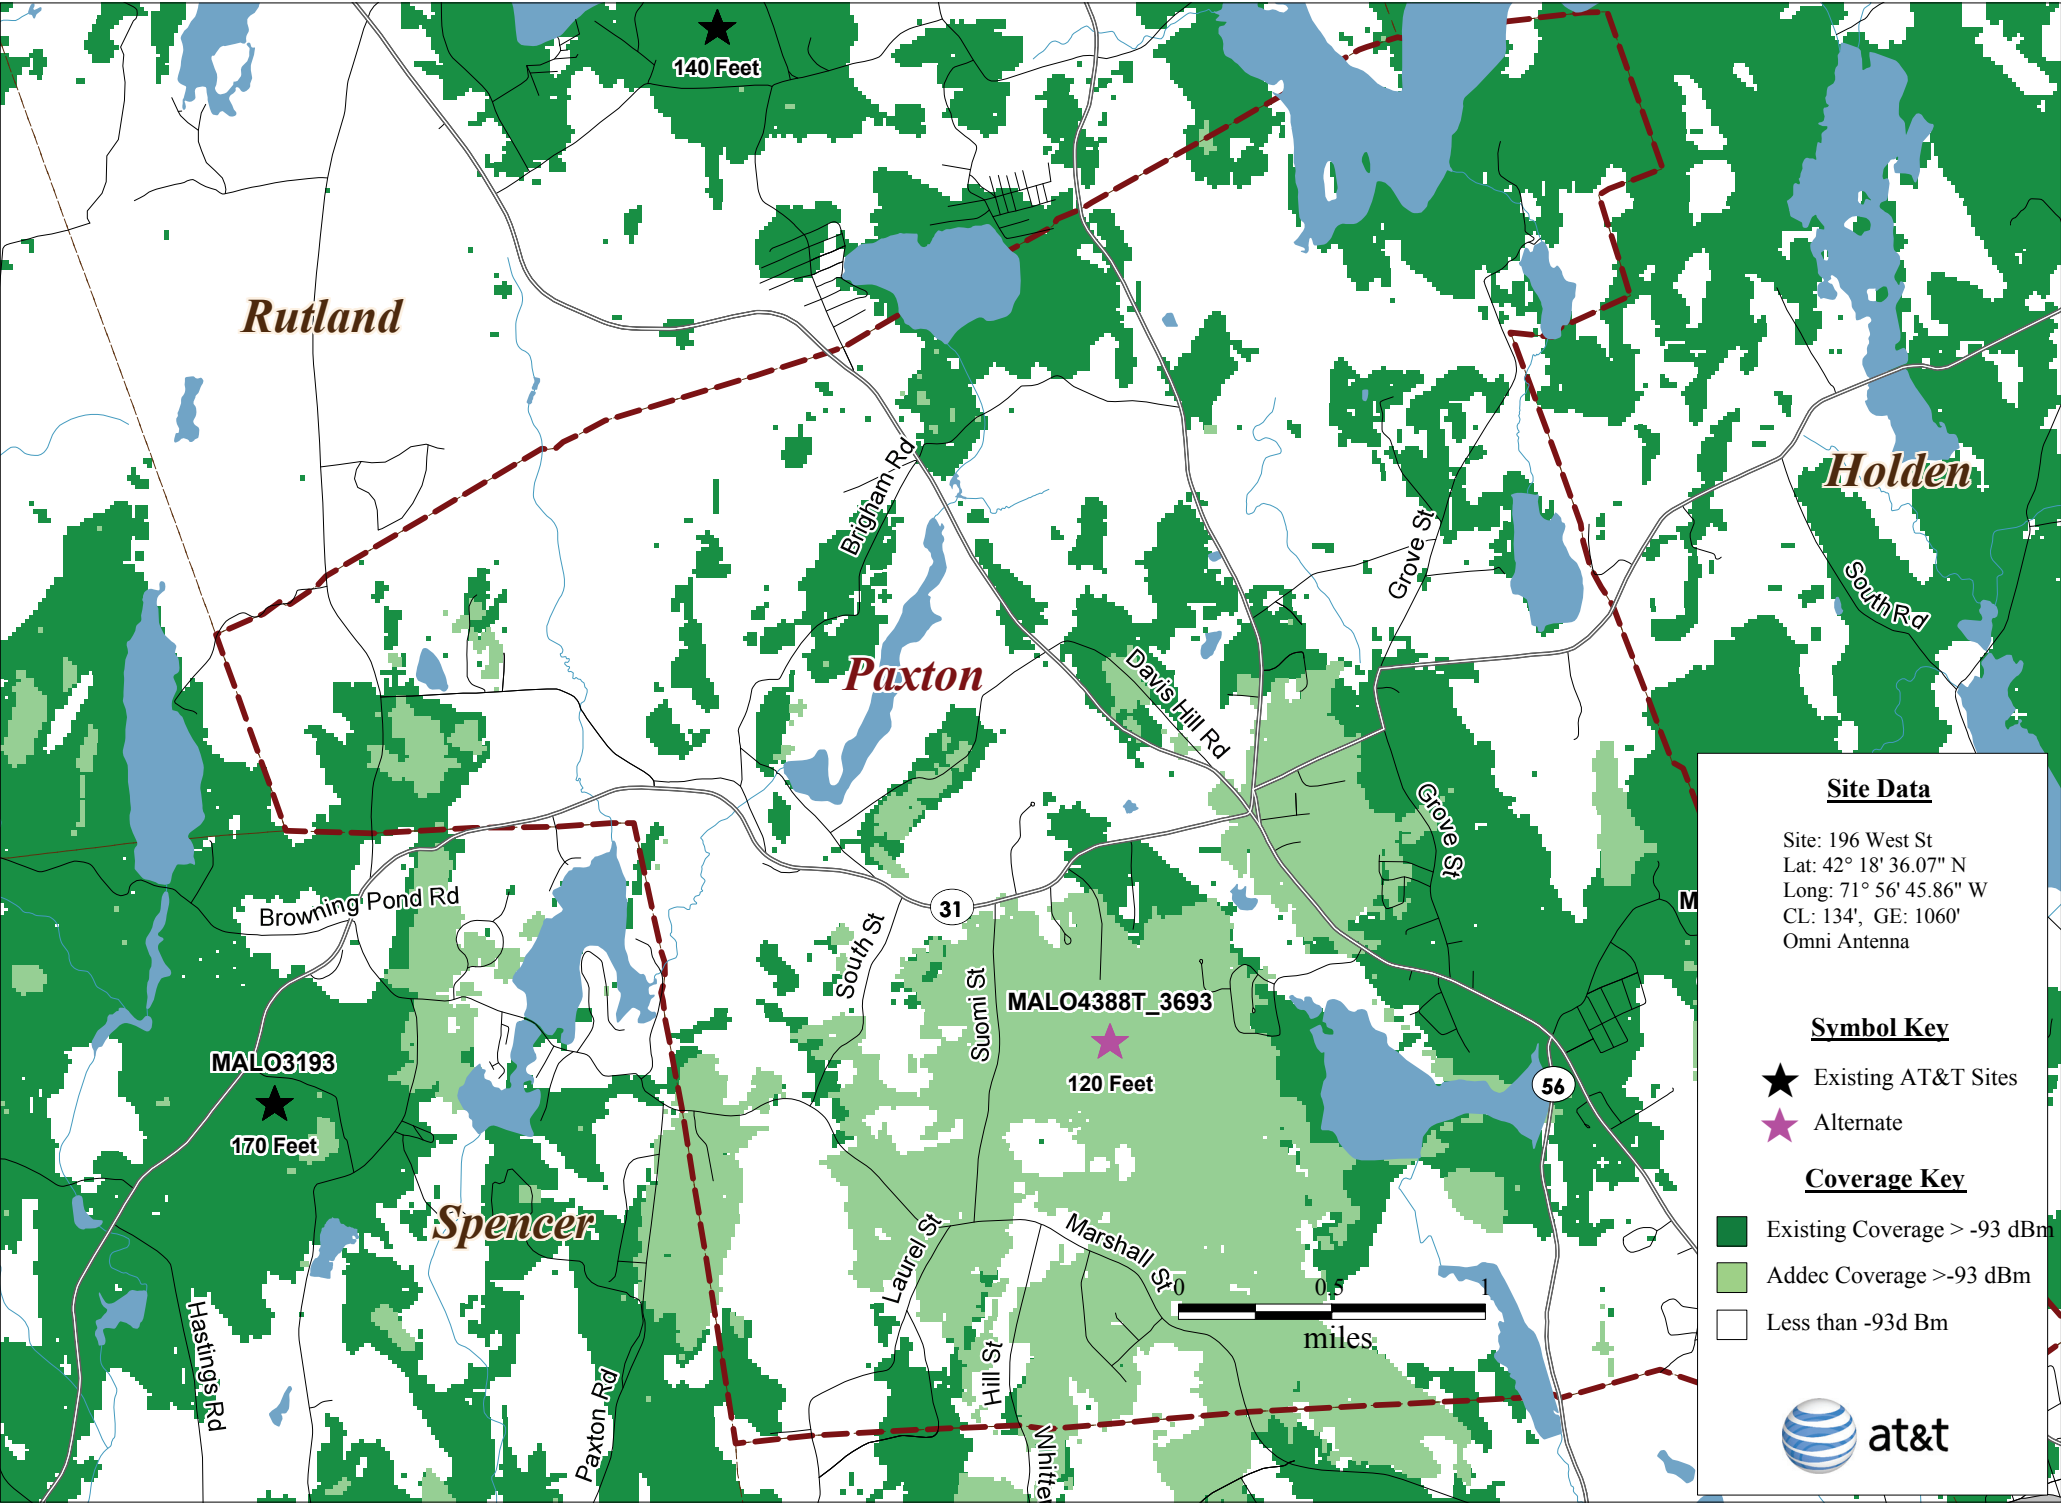 140 Feet
Rutland
Holden
Brigham Rd
Grove St
South Rd
Paxton
Davis Hill Rd
Grove St
Browning Pond Rd
31
South St
Suomi St
MALO4388T_3693
120 Feet
MALO3193
170 Feet
56
Spencer
Laurel St
Marshall St
Hastings Rd
Paxton Rd
Hill St
Whitte
0 0.5 1
miles
M
Site Data
Site: 196 West St
Lat: 42° 18' 36.07" N
Long: 71° 56' 45.86" W
CL: 134', GE: 1060'
Omni Antenna
Symbol Key
Existing AT&T Sites
Alternate
Coverage Key
Existing Coverage > -93 dBm
Addec Coverage >-93 dBm
Less than -93d Bm
at&t